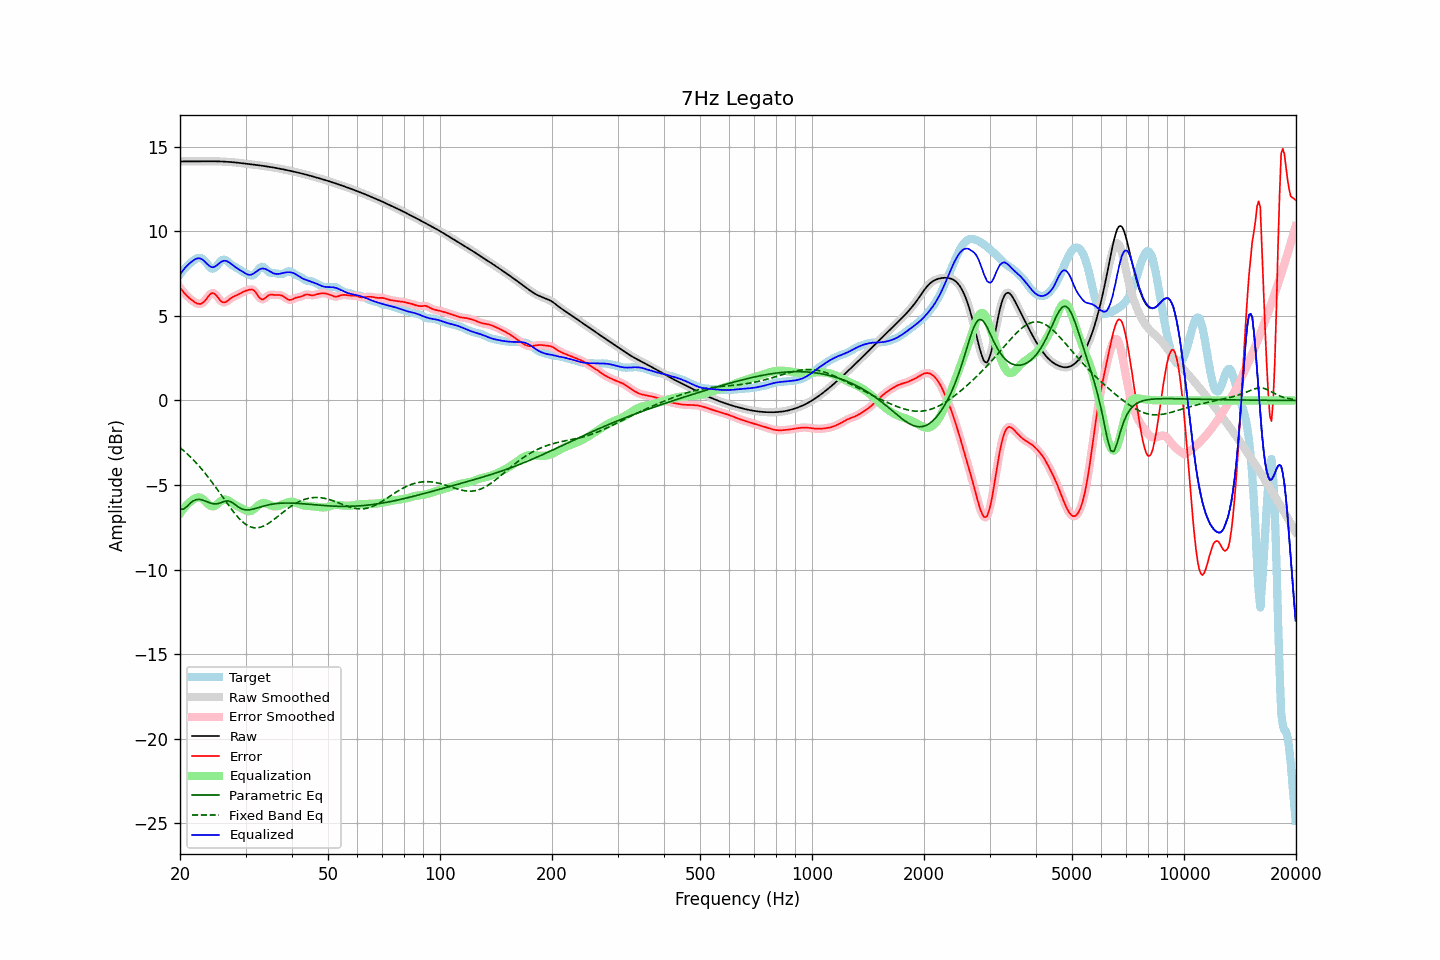 7Hz Legato
Amplitude (dBr)
15
10
5
0
−5
−10
−15
−20
−25
Target
Raw Smoothed
Error Smoothed
Raw
Error
Equalization
Parametric Eq
Fixed Band Eq
Equalized
20
50
100
200
500
1000
2000
5000
10000
20000
Frequency (Hz)